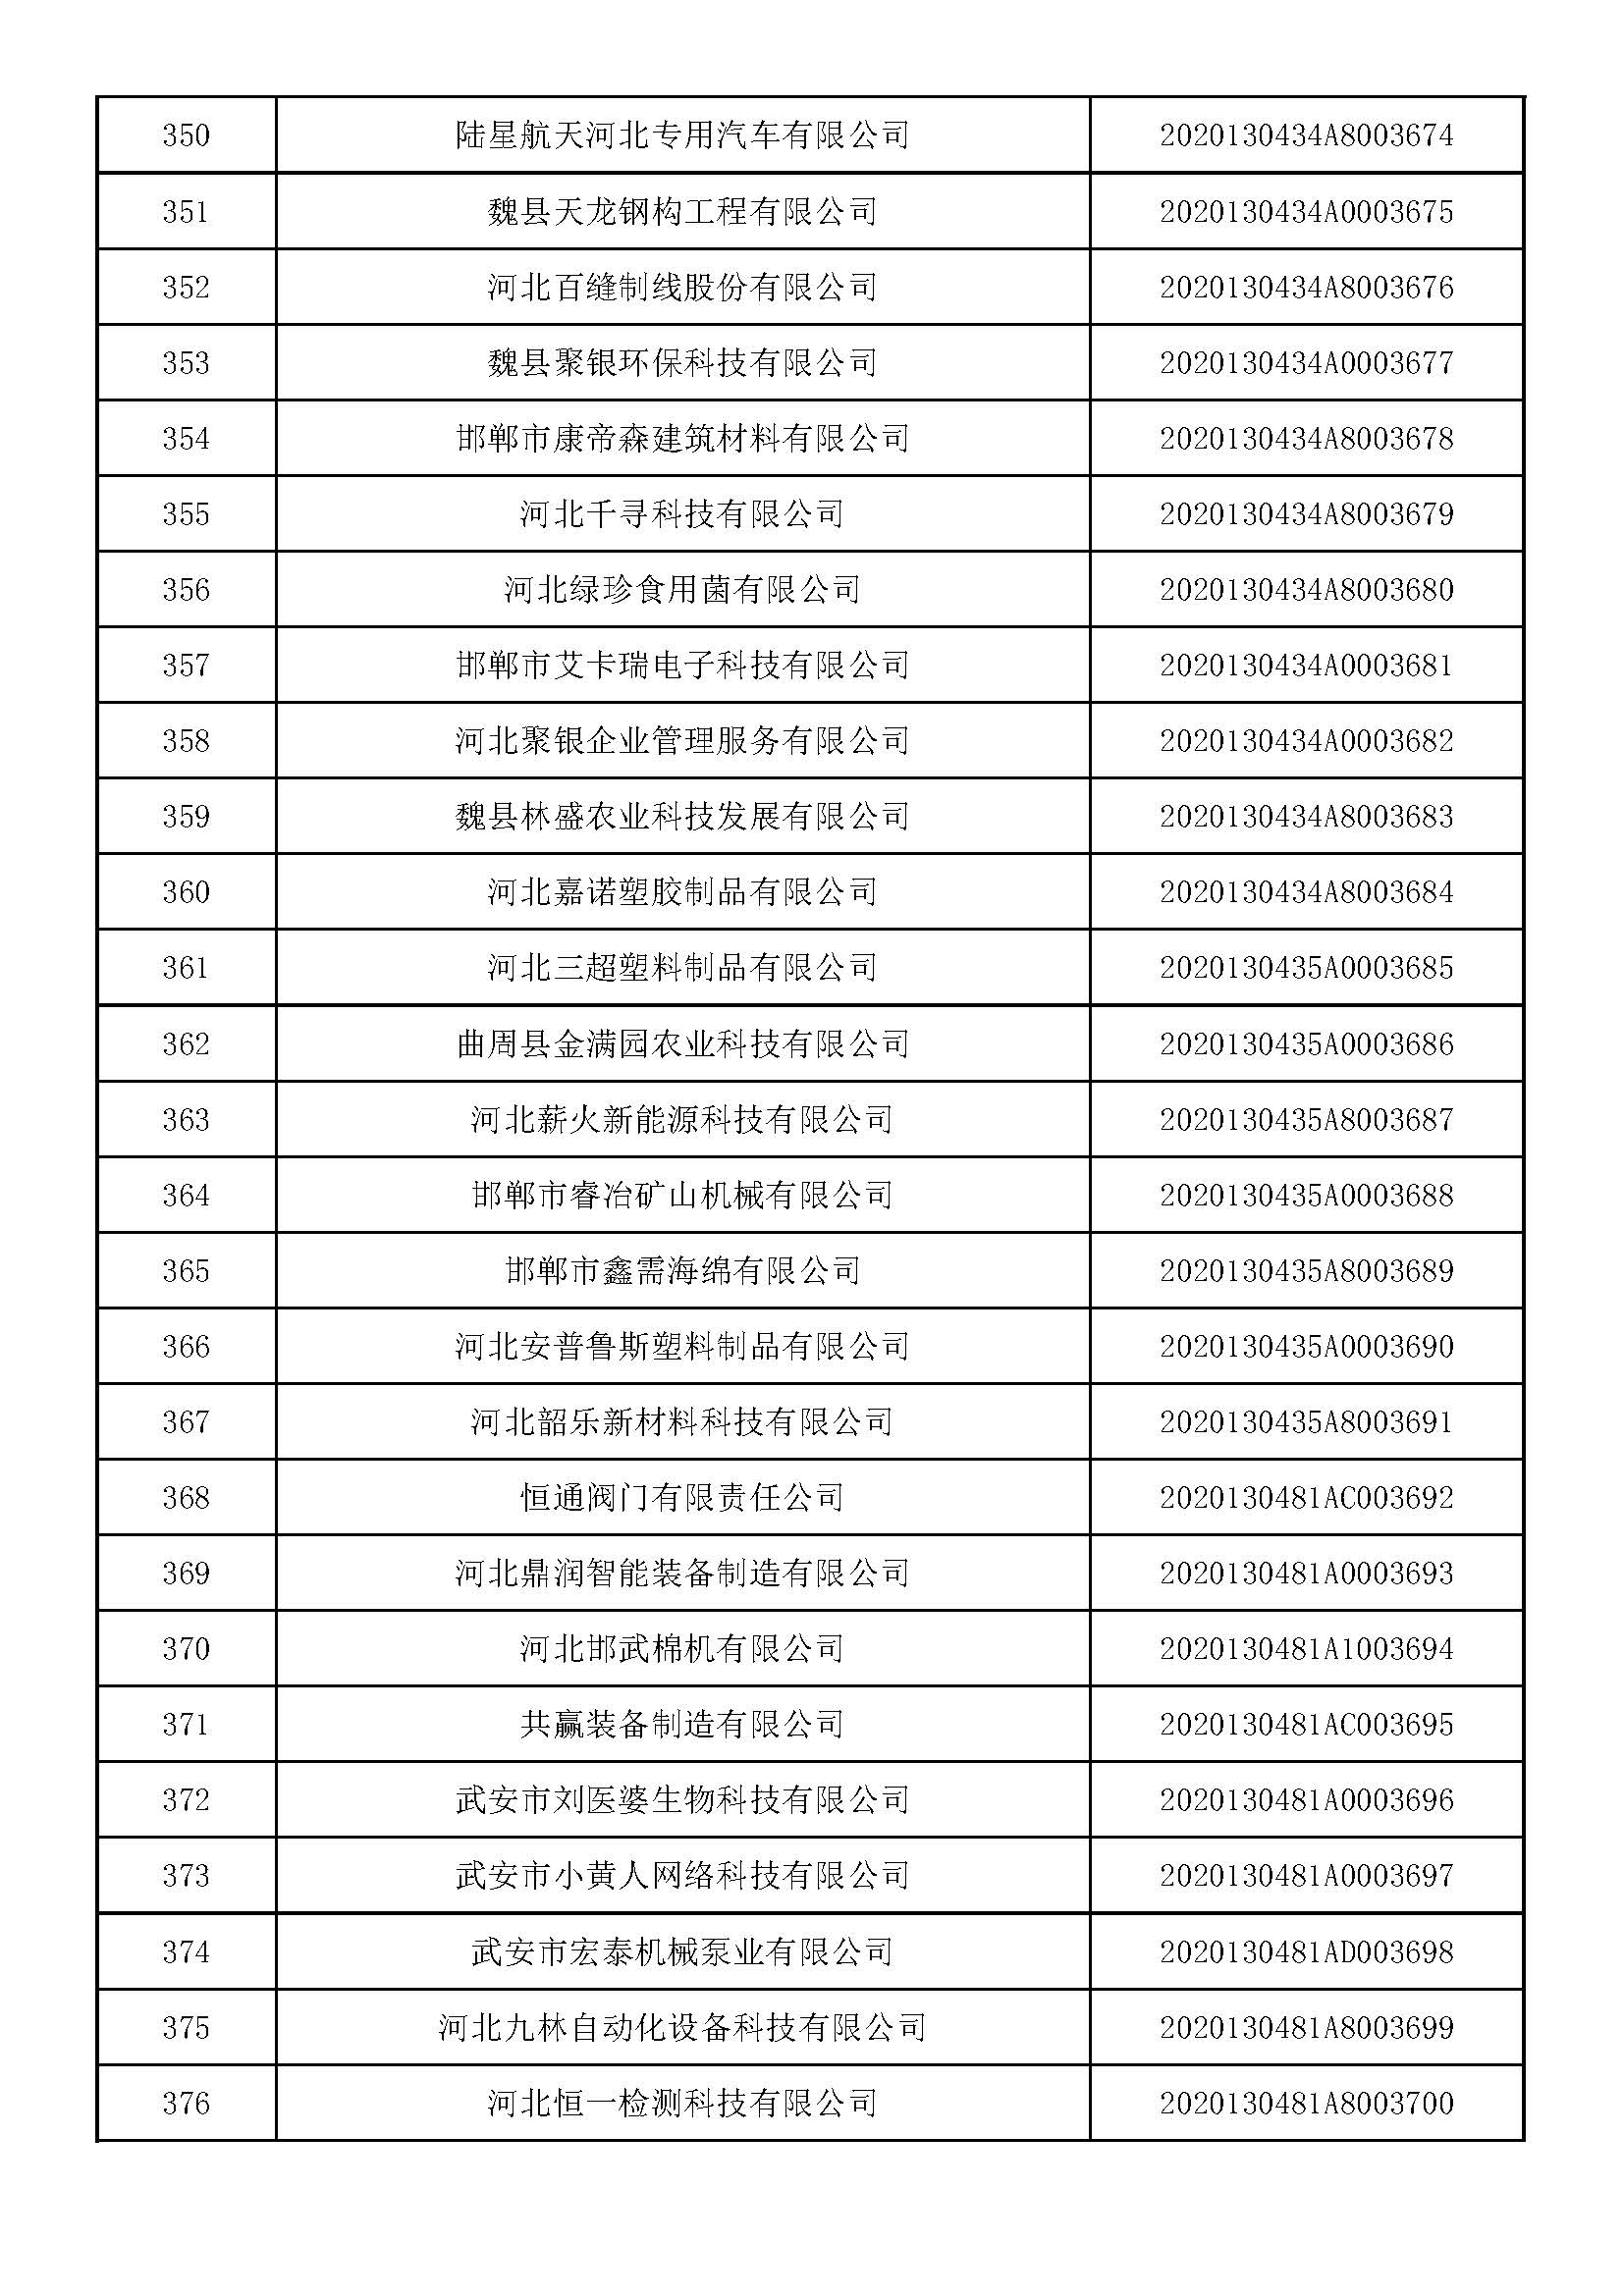 350 陆星航天河北专用汽车有限公司 2020130434A8003674
351 魏县天龙钢构工程有限公司 2020130434A0003675
352 河北百缝制线股份有限公司 2020130434A8003676
353 魏县聚银环保科技有限公司 2020130434A0003677
354 邯郸市康帝森建筑材料有限公司 2020130434A8003678
355 河北千寻科技有限公司 2020130434A8003679
356 河北绿珍食用菌有限公司 2020130434A8003680
357 邯郸市艾卡瑞电子科技有限公司 2020130434A0003681
358 河北聚银企业管理服务有限公司 2020130434A0003682
359 魏县林盛农业科技发展有限公司 2020130434A8003683
360 河北嘉诺塑胶制品有限公司 2020130434A8003684
361 河北三超塑料制品有限公司 2020130435A0003685
362 曲周县金满园农业科技有限公司 2020130435A0003686
363 河北薪火新能源科技有限公司 2020130435A8003687
364 邯郸市睿冶矿山机械有限公司 2020130435A0003688
365 邯郸市鑫需海绵有限公司 2020130435A8003689
366 河北安普鲁斯塑料制品有限公司 2020130435A0003690
367 河北韶乐新材料科技有限公司 2020130435A8003691
368 恒通阀门有限责任公司 2020130481AC003692
369 河北鼎润智能装备制造有限公司 2020130481A0003693
370 河北邯武棉机有限公司 2020130481A1003694
371 共赢装备制造有限公司 2020130481AC003695
372 武安市刘医婆生物科技有限公司 2020130481A0003696
373 武安市小黄人网络科技有限公司 2020130481A0003697
374 武安市宏泰机械泵业有限公司 2020130481AD003698
375 河北九林自动化设备科技有限公司 2020130481A8003699
376 河北恒一检测科技有限公司 2020130481A8003700